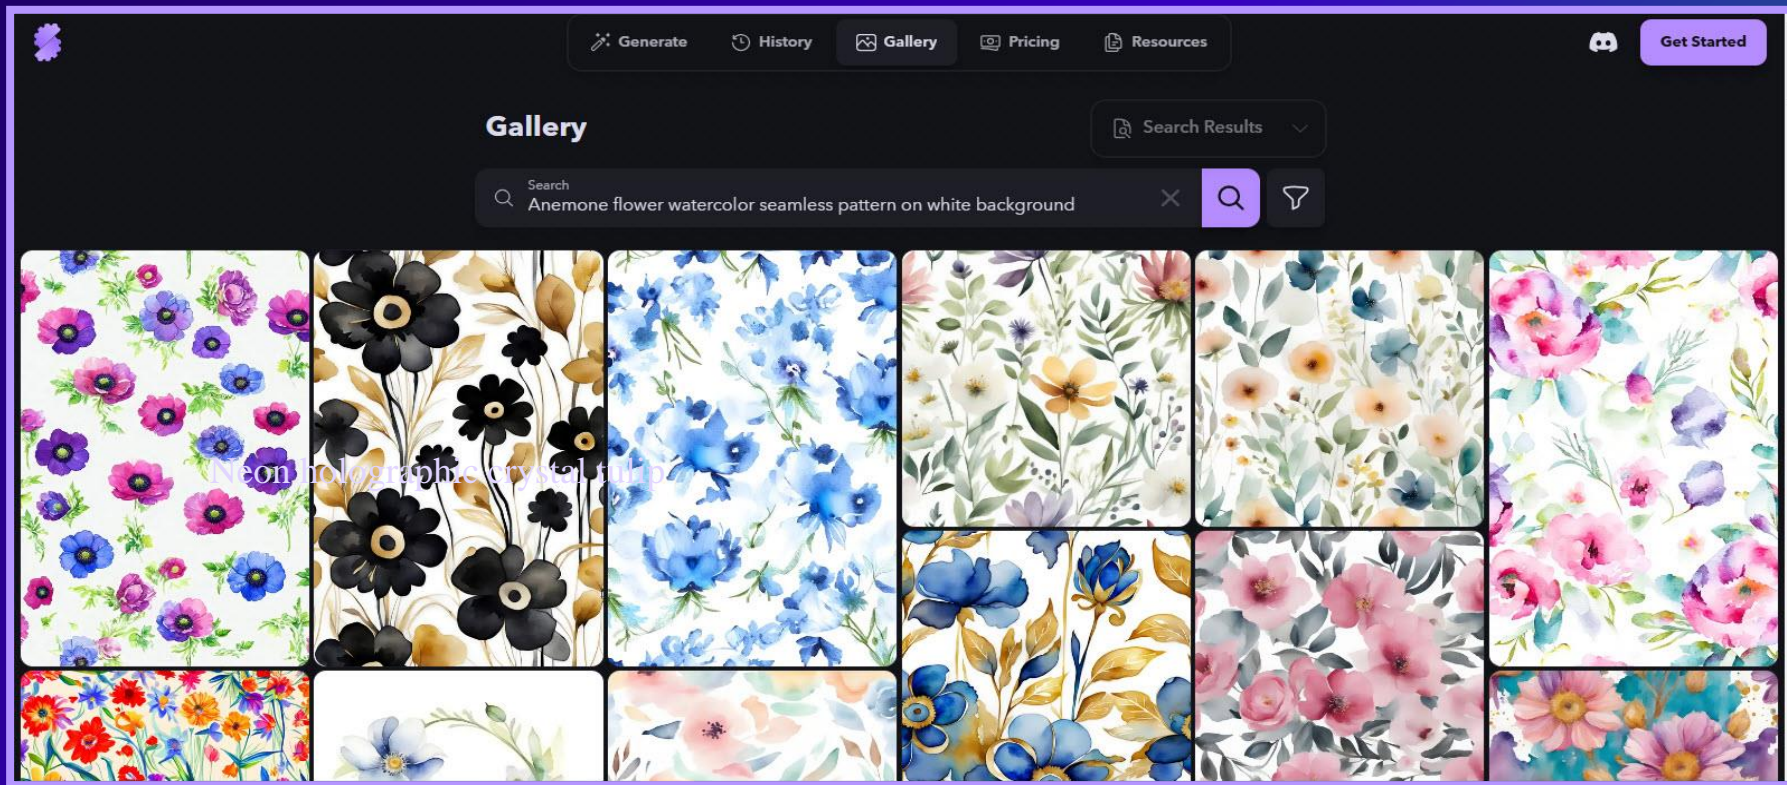 Generate
History
Gallery
Pricing
Resources
Get Started
Gallery
Search Results
Search
Anemone flower watercolor seamless pattern on white background
Neon holographic crystal tulip